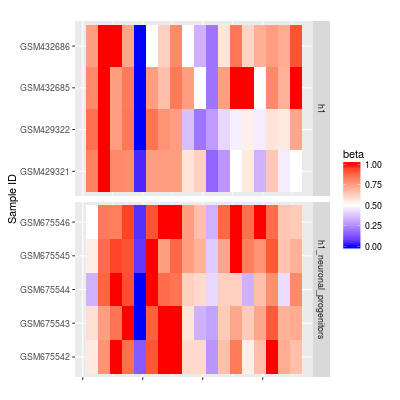 GSM432686
GSM432685
GSM429322
GSM429321
h1
GSM675546
GSM675545
GSM675544
GSM675543
GSM675542
h1_neuronal_progenitors
Sample ID
beta
1.00
0.75
0.50
0.25
0.00